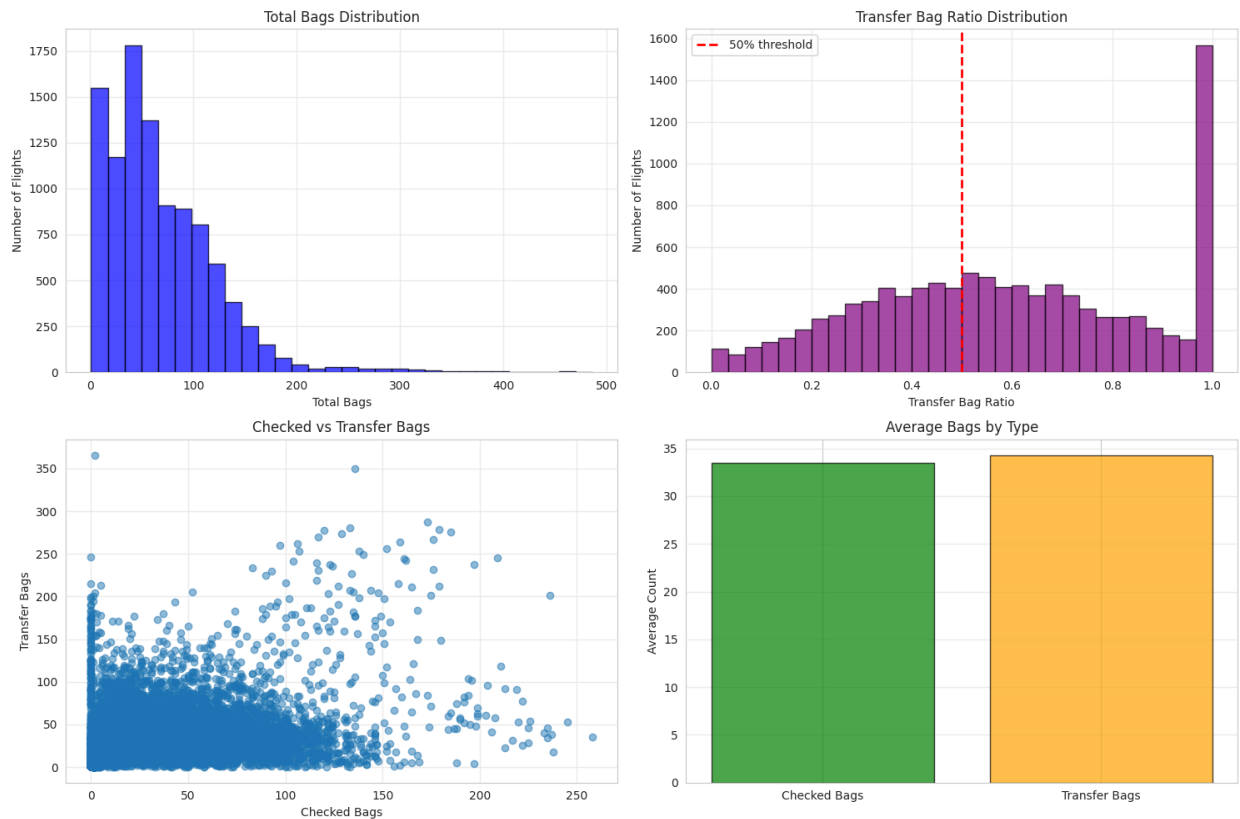 Total Bags Distribution
1750
1500
1250
1000
750
500
250
0
Number of Flights
0 100 200 300 400 500
Total Bags
Transfer Bag Ratio Distribution
50% threshold
1600
1400
1200
1000
800
600
400
200
0
Number of Flights
0.0 0.2 0.4 0.6 0.8 1.0
Transfer Bag Ratio
Checked vs Transfer Bags
350
300
250
200
150
100
50
0
Transfer Bags
0 50 100 150 200 250
Checked Bags
Average Bags by Type
35
30
25
20
15
10
5
0
Average Count
Checked Bags Transfer Bags